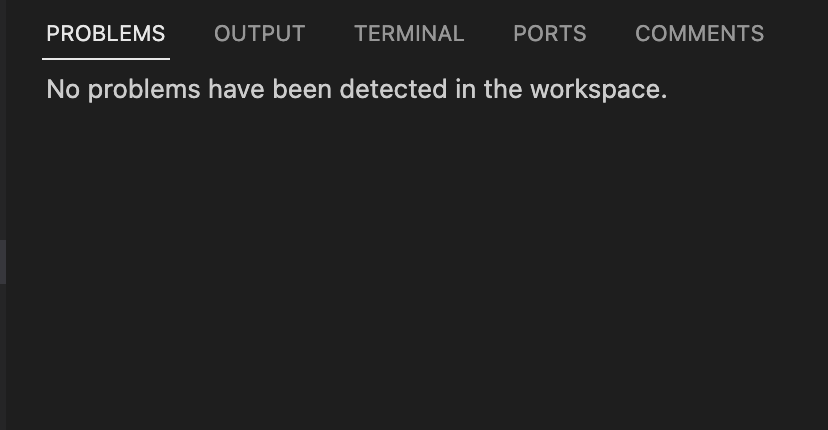 PROBLEMS OUTPUT TERMINAL PORTS COMMENTS
No problems have been detected in the workspace.